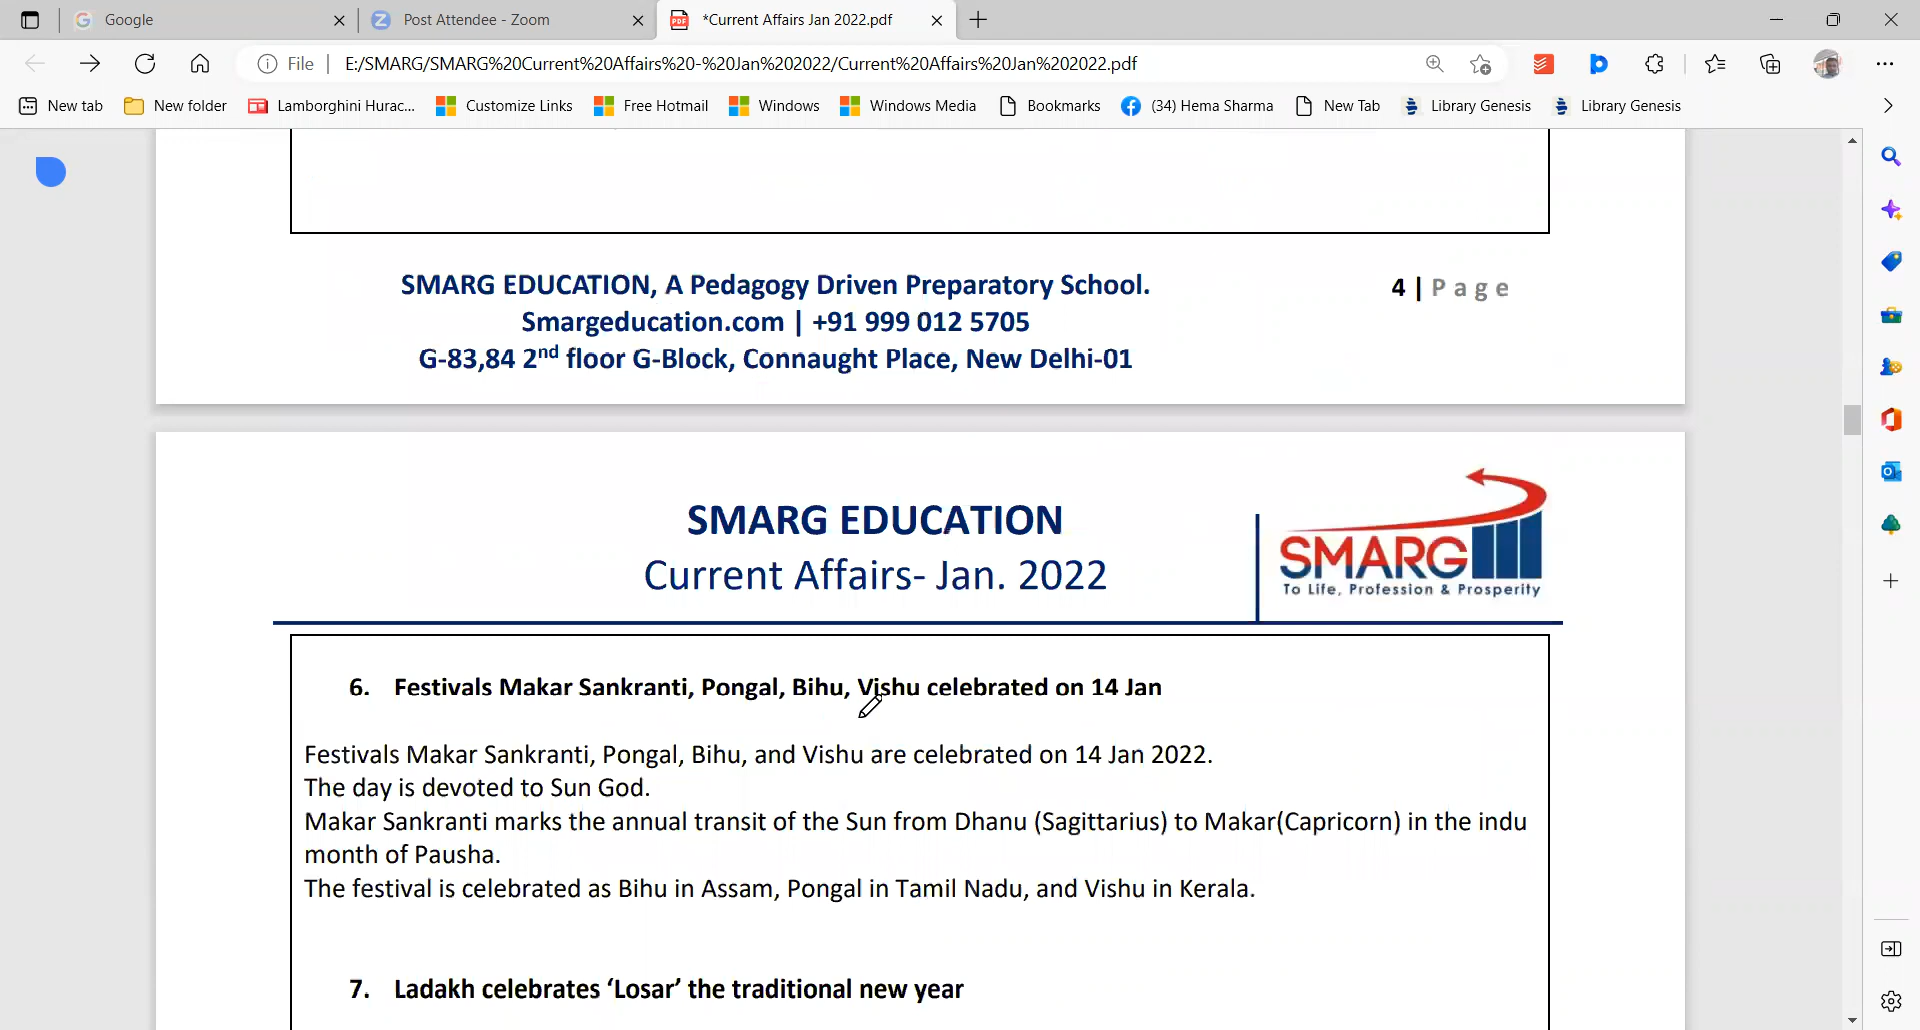 Google
Post Attendee - Zoom
*Current Affairs Jan 2022.pdf
File
E:/SMARG/SMARG%20Current%20Affairs%20-%20Jan%202022/Current%20Affairs%20Jan%202022.pdf
New tab
New folder
Lamborghini Hurac...
Customize Links
Free Hotmail
Windows
Windows Media
Bookmarks
(34) Hema Sharma
New Tab
Library Genesis
Library Genesis
SMARG EDUCATION, A Pedagogy Driven Preparatory School.
4 | Page
Smargeducation.com | +91 999 012 5705
G-83,84 2nd floor G-Block, Connaught Place, New Delhi-01
SMARG EDUCATION
Current Affairs- Jan. 2022
SMARG
To Life, Profession & Prosperity
6. Festivals Makar Sankranti, Pongal, Bihu, Vishu celebrated on 14 Jan
Festivals Makar Sankranti, Pongal, Bihu, and Vishu are celebrated on 14 Jan 2022.
The day is devoted to Sun God.
Makar Sankranti marks the annual transit of the Sun from Dhanu (Sagittarius) to Makar(Capricorn) in the indu
month of Pausha.
The festival is celebrated as Bihu in Assam, Pongal in Tamil Nadu, and Vishu in Kerala.
7. Ladakh celebrates ‘Losar’ the traditional new year